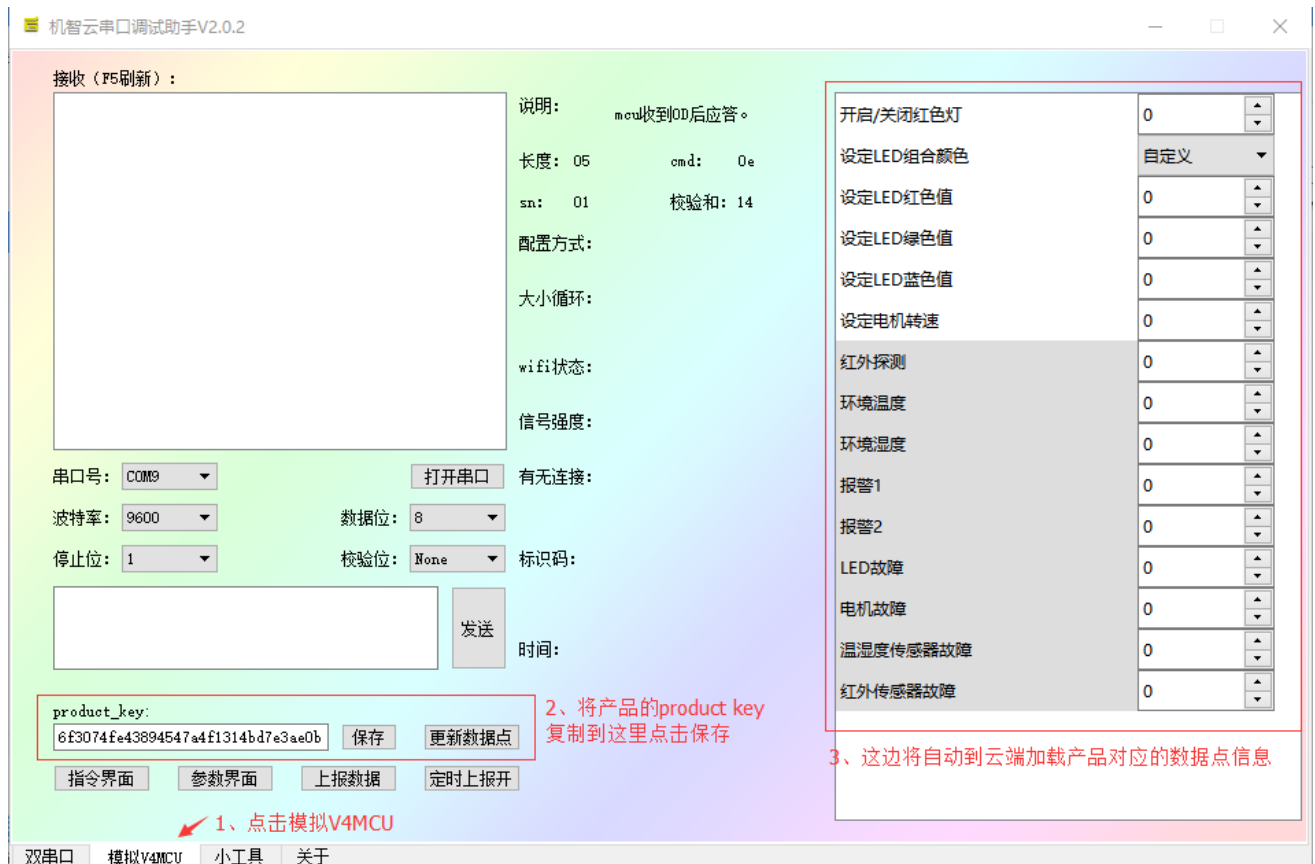 机智云串口调试助手V2.0.2
接收（F5刷新）：
说明： mcu收到0D后应答。
长度： 05 cmd: 0e
sn: 01 校验和： 14
配置方式：
大小循环：
wifi状态：
信号强度：
串口号： COM9 打开串口 有无连接：
波特率： 9600 数据位： 8
停止位： 1 校验位： None 标识码：
发送
时间：
product_key:
6f3074fe43894547a4f1314bd7e3ae0b 保存 更新数据点
2、将产品的product key
复制到这里点击保存
指令界面 参数界面 上报数据 定时上报开
1、点击模拟V4MCU
开启/关闭红色灯 0
设定LED组合颜色 自定义
设定LED红色值 0
设定LED绿色值 0
设定LED蓝色值 0
设定电机转速 0
红外探测 0
环境温度 0
环境湿度 0
报警1 0
报警2 0
LED故障 0
电机故障 0
温湿度传感器故障 0
红外传感器故障 0
3、这边将自动到云端加载产品对应的数据点信息
双串口 模拟V4MCU 小工具 关于